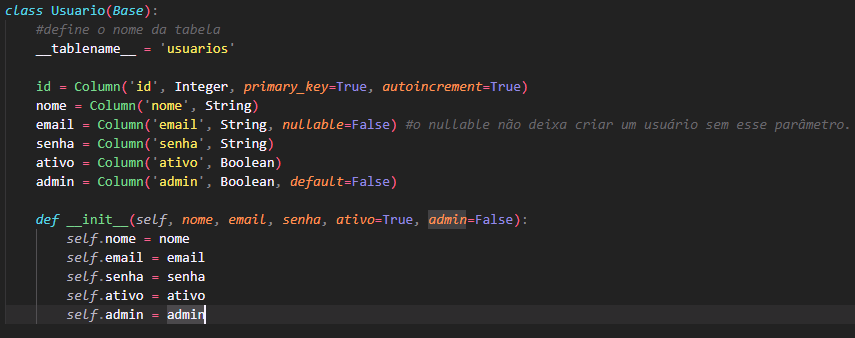 class Usuario(Base):
#define o nome da tabela
__tablename__ = 'usuarios'
id = Column('id', Integer, primary_key=True, autoincrement=True)
nome = Column('nome', String)
email = Column('email', String, nullable=False) #o nullable não deixa criar um usuário sem esse parâmetro.
senha = Column('senha', String)
ativo = Column('ativo', Boolean)
admin = Column('admin', Boolean, default=False)
def __init__(self, nome, email, senha, ativo=True, admin=False):
self.nome = nome
self.email = email
self.senha = senha
self.ativo = ativo
self.admin = admin